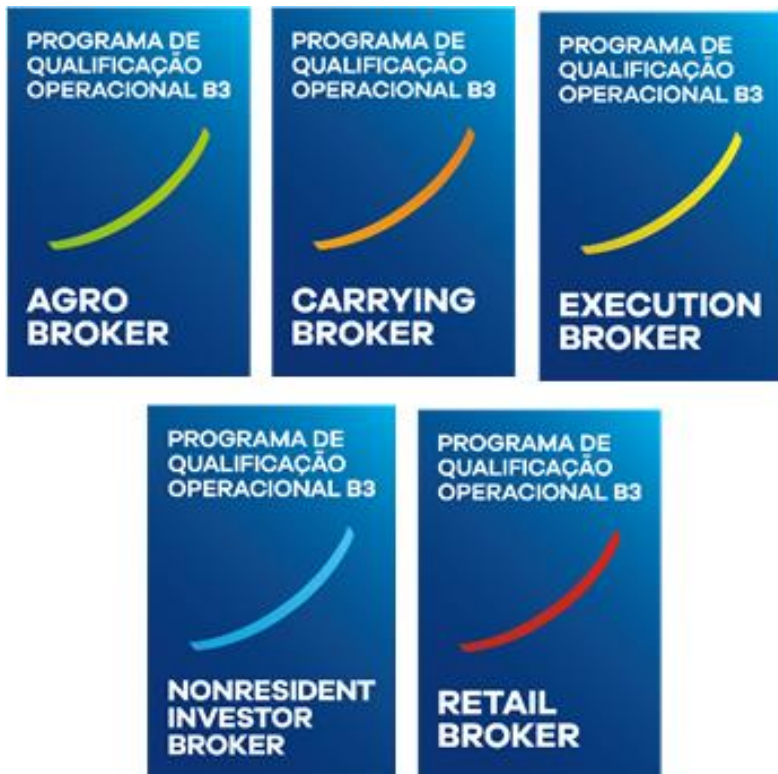 PROGRAMA DE
QUALIFICAÇÃO
OPERACIONAL B3
AGRO
BROKER
PROGRAMA DE
QUALIFICAÇÃO
OPERACIONAL B3
CARRYING
BROKER
PROGRAMA DE
QUALIFICAÇÃO
OPERACIONAL B3
EXECUTION
BROKER
PROGRAMA DE
QUALIFICAÇÃO
OPERACIONAL B3
NONRESIDENT
INVESTOR
BROKER
PROGRAMA DE
QUALIFICAÇÃO
OPERACIONAL B3
RETAIL
BROKER